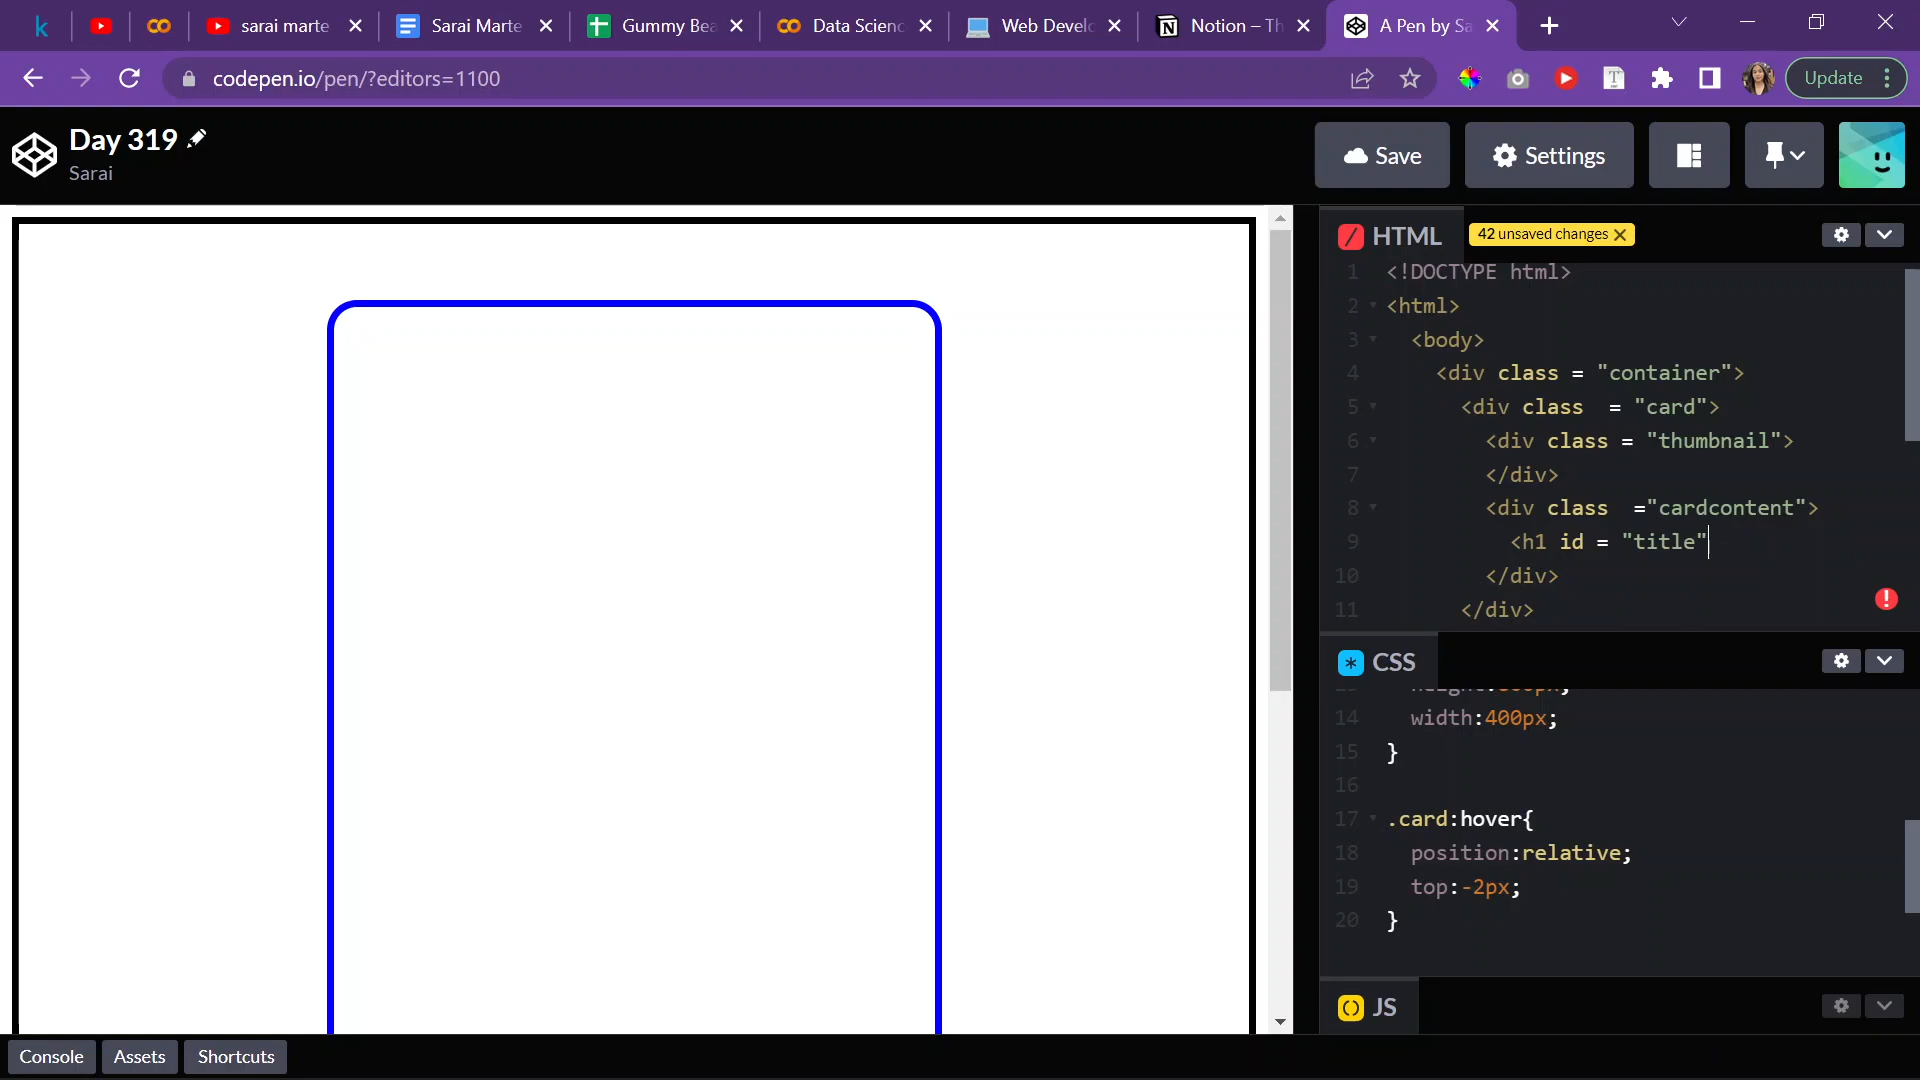 sarai marte
Sarai Marte
Gummy Bea
Data Scienc
Web Develo
Notion – Th
A Pen by Sa
codepen.io/pen/?editors=1100
Update
Day 319
Sarai
Save
Settings
HTML
42 unsaved changes
1 <!DOCTYPE html>
2 <html>
3 <body>
4 <div class = "container">
5 <div class  = "card">
6 <div class = "thumbnail">
7 </div>
8 <div class  ="cardcontent">
9 <h1 id = "title"
10 </div>
11 </div>
CSS
14 width:400px;
15 }
16
17 .card:hover{
18 position:relative;
19 top:-2px;
20 }
JS
Console
Assets
Shortcuts